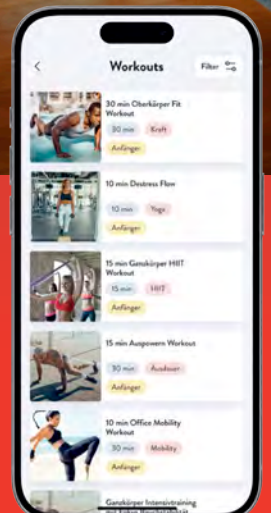 Workouts
Filter
30 min Oberkörper Fit
Workout
30 min
Kraft
Anfänger
10 min Destress Flow
10 min
Yoga
Anfänger
15 min Ganzkörper HIIT
Workout
15 min
HIIT
Anfänger
15 min Auspowern Workout
30 min
Ausdauer
Anfänger
10 min Office Mobility
Workout
30 min
Mobility
Anfänger
Ganzkörper Intensivtraining